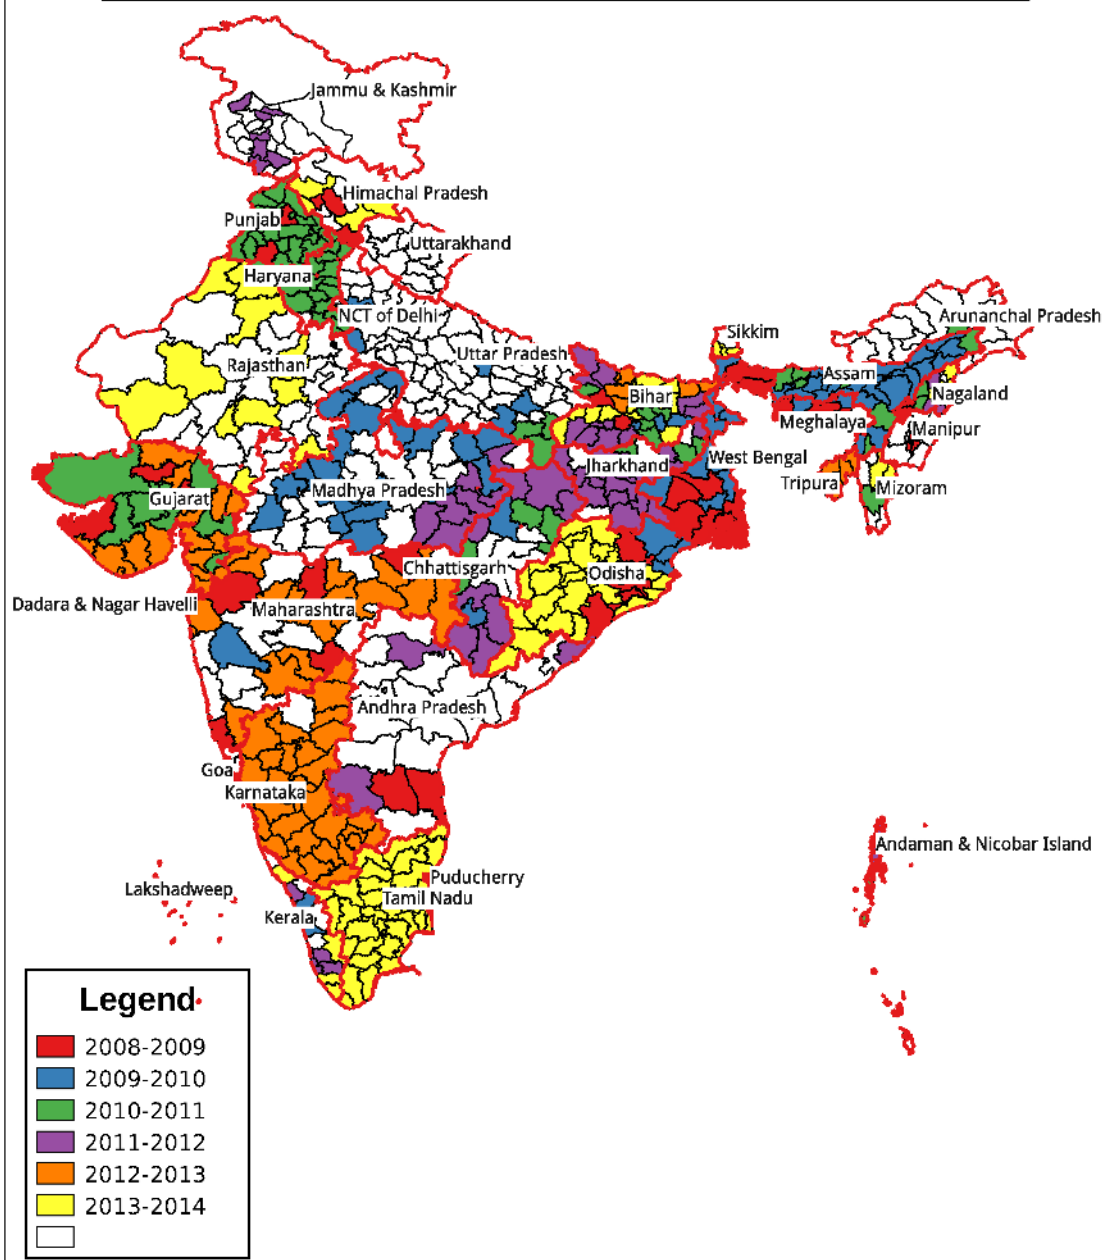 Jammu & Kashmir
Himachal Pradesh
Punjab
Uttarakhand
Haryana
NCT of Delhi
Arunanchal Pradesh
Sikkim
Uttar Pradesh
Rajasthan
Assam
Bihar
Nagaland
Meghalaya
Manipur
West Bengal
Jharkhand
Tripura
Mizoram
Madhya Pradesh
Gujarat
Chhattisgarh
Odisha
Dadara & Nagar Havelli
Maharashtra
Andhra Pradesh
Goa
Karnataka
Andaman & Nicobar Island
Puducherry
Lakshadweep
Tamil Nadu
Kerala
Legend
2008-2009
2009-2010
2010-2011
2011-2012
2012-2013
2013-2014